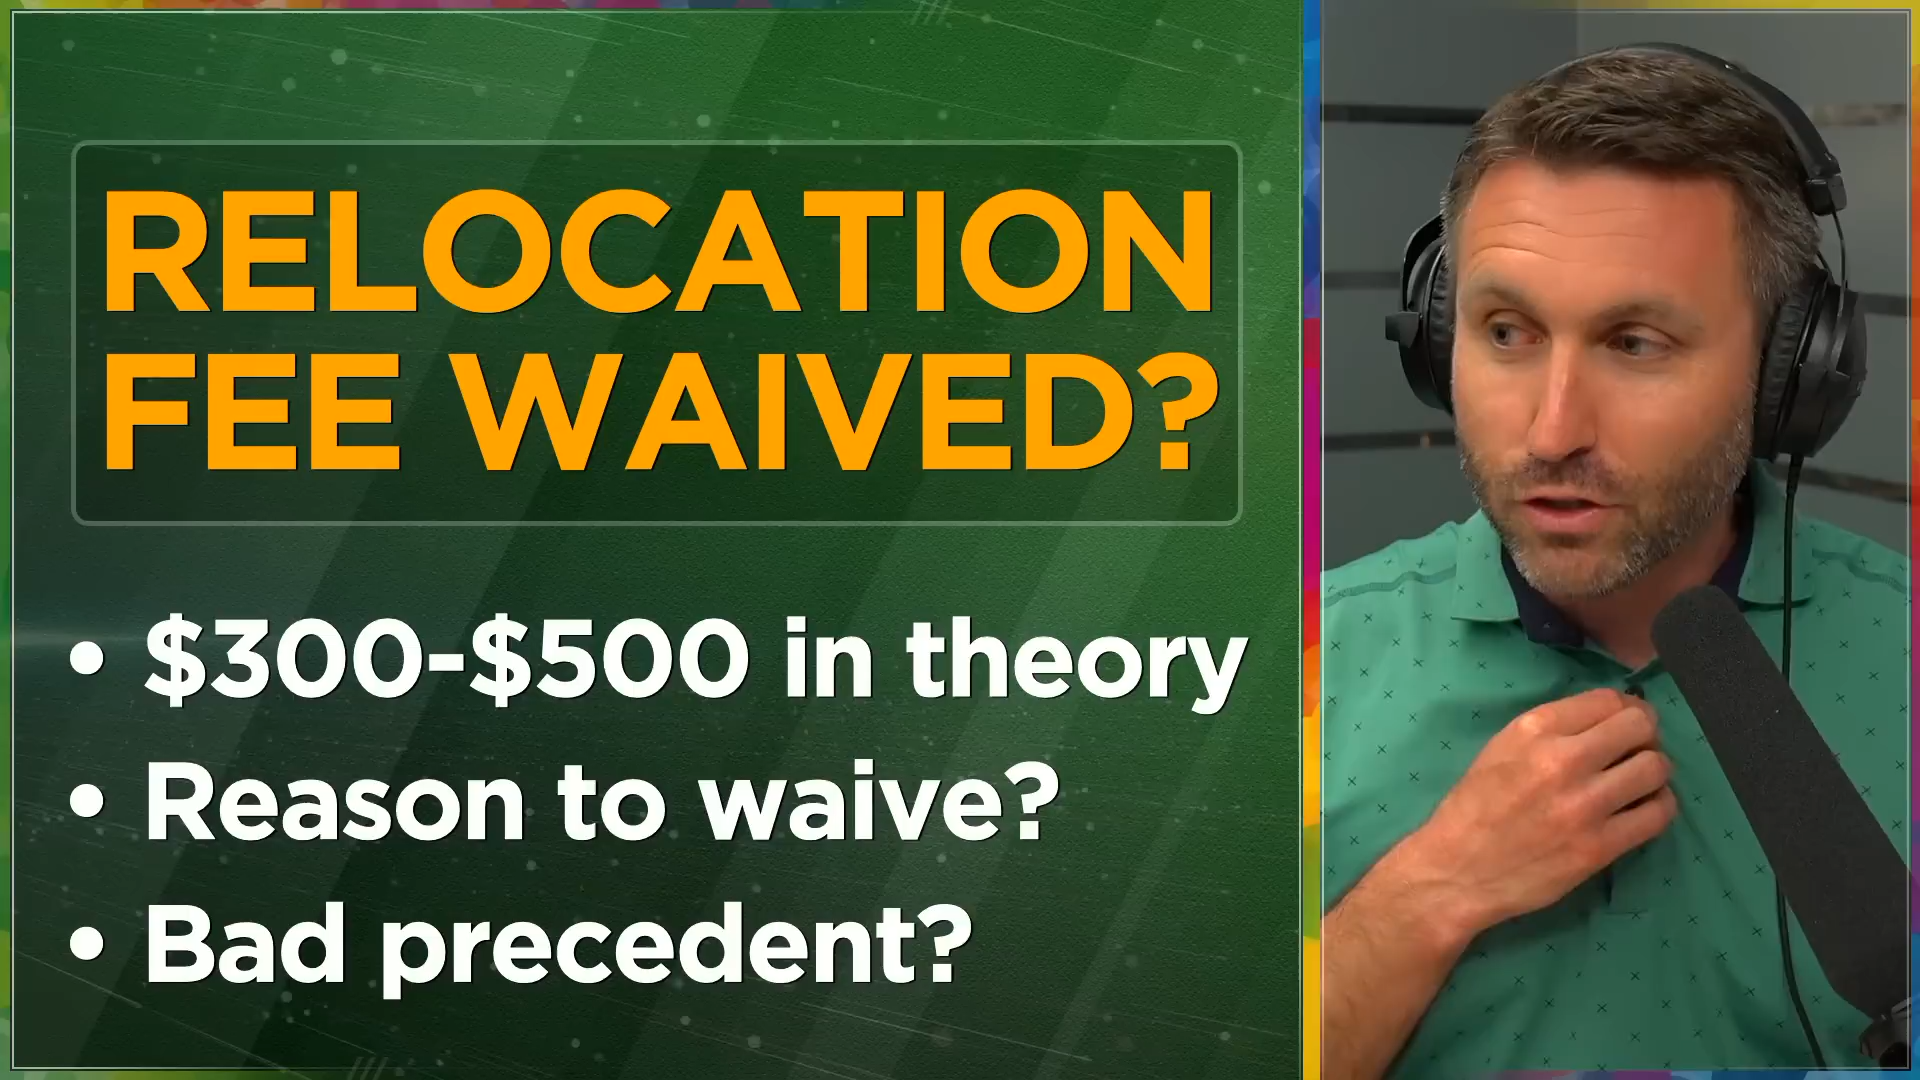 RELOCATION
FEE WAIVED?
• $300-$500 in theory
• Reason to waive?
• Bad precedent?